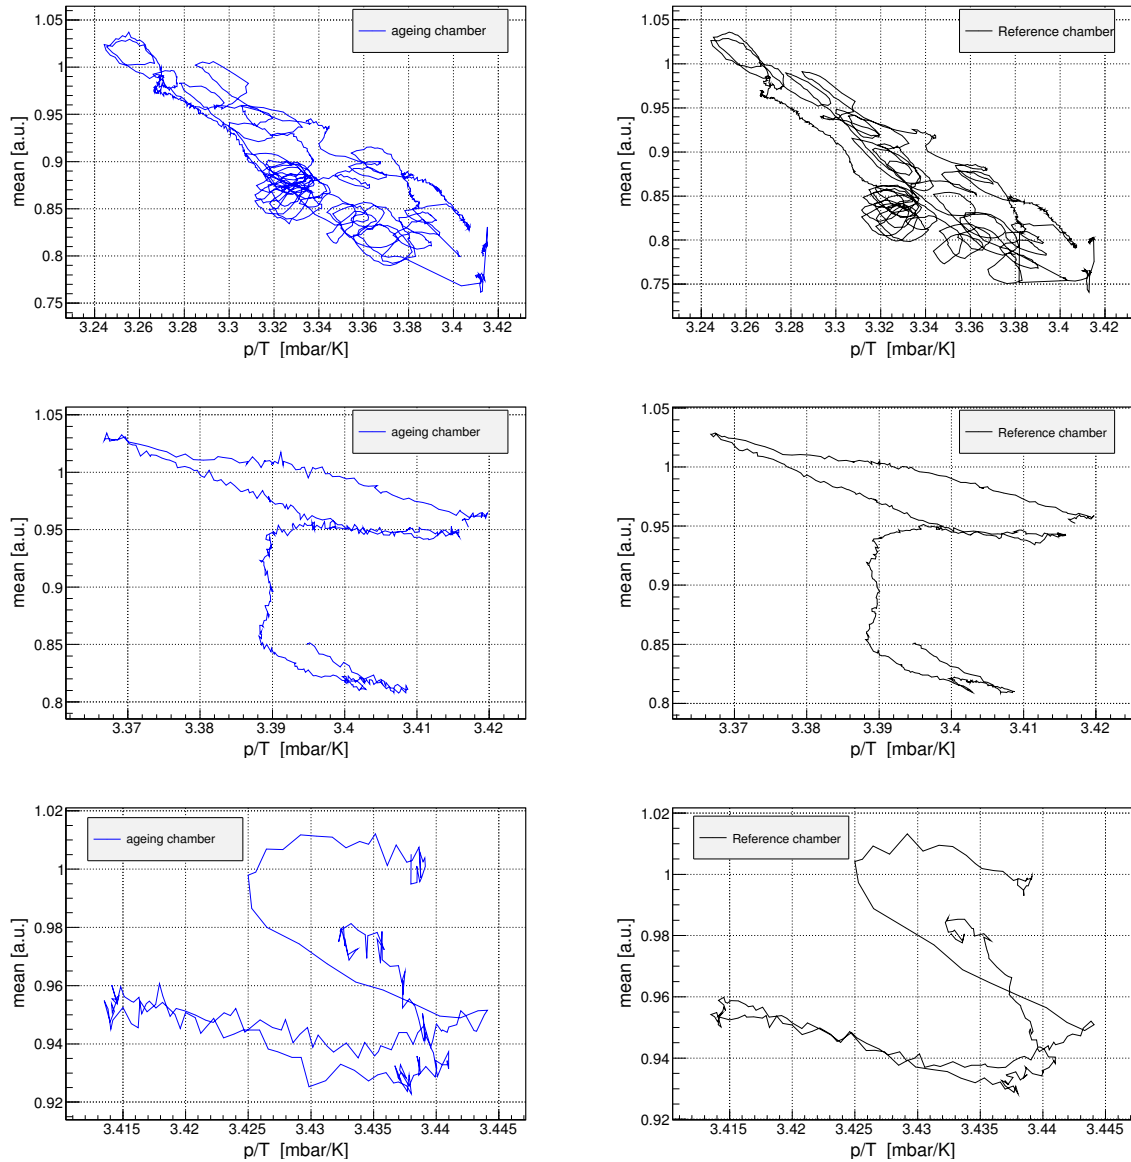 ageing chamber
mean [a.u.]
1.05
1
0.95
0.9
0.85
0.8
0.75
3.24 3.26 3.28 3.3 3.32 3.34 3.36 3.38 3.4 3.42
p/T [mbar/K]
Reference chamber
mean [a.u.]
1.05
1
0.95
0.9
0.85
0.8
0.75
3.24 3.26 3.28 3.3 3.32 3.34 3.36 3.38 3.4 3.42
p/T [mbar/K]
ageing chamber
mean [a.u.]
1.05
1
0.95
0.9
0.85
0.8
3.37 3.38 3.39 3.4 3.41 3.42
p/T [mbar/K]
Reference chamber
mean [a.u.]
1.05
1
0.95
0.9
0.85
0.8
3.37 3.38 3.39 3.4 3.41 3.42
p/T [mbar/K]
ageing chamber
mean [a.u.]
1.02
1
0.98
0.96
0.94
0.92
3.415 3.42 3.425 3.43 3.435 3.44 3.445
p/T [mbar/K]
Reference chamber
mean [a.u.]
1.02
1
0.98
0.96
0.94
0.92
3.415 3.42 3.425 3.43 3.435 3.44 3.445
p/T [mbar/K]